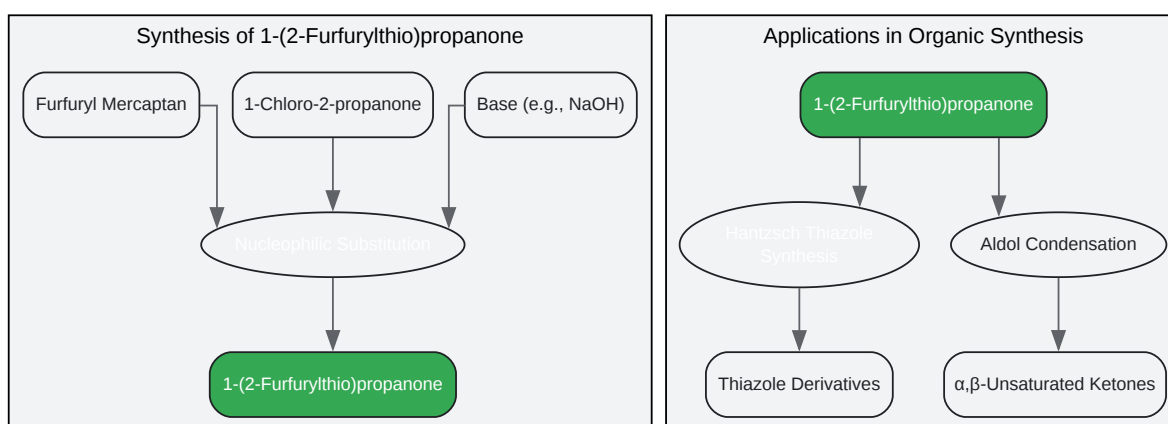 Synthesis of 1-(2-Furfurylthio)propanone
Furfuryl Mercaptan
1-Chloro-2-propanone
Base (e.g., NaOH)
Nucleophilic Substitution
1-(2-Furfurylthio)propanone
Applications in Organic Synthesis
1-(2-Furfurylthio)propanone
Hantzsch Thiazole
Synthesis
Aldol Condensation
Thiazole Derivatives
α,β-Unsaturated Ketones